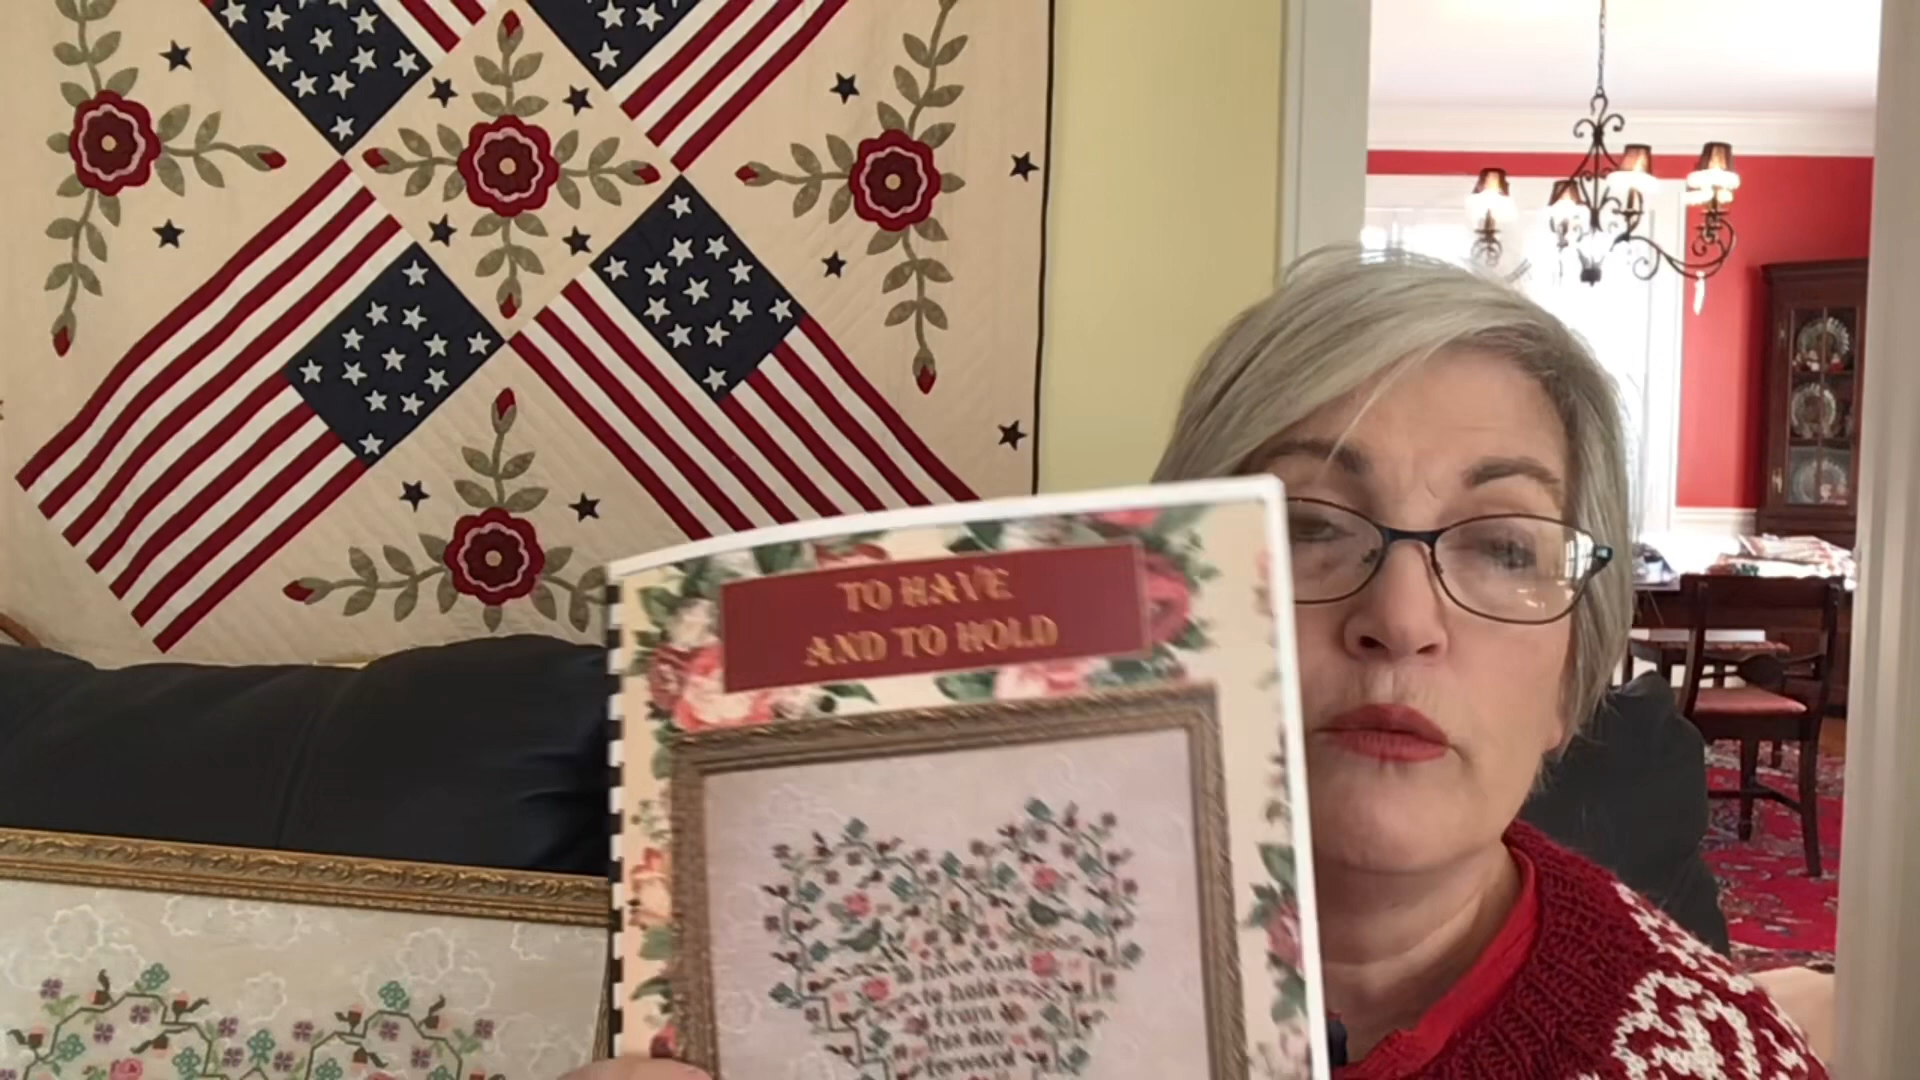 TO HAVE
AND TO HOLD
have and
to hold
from
this day
forward